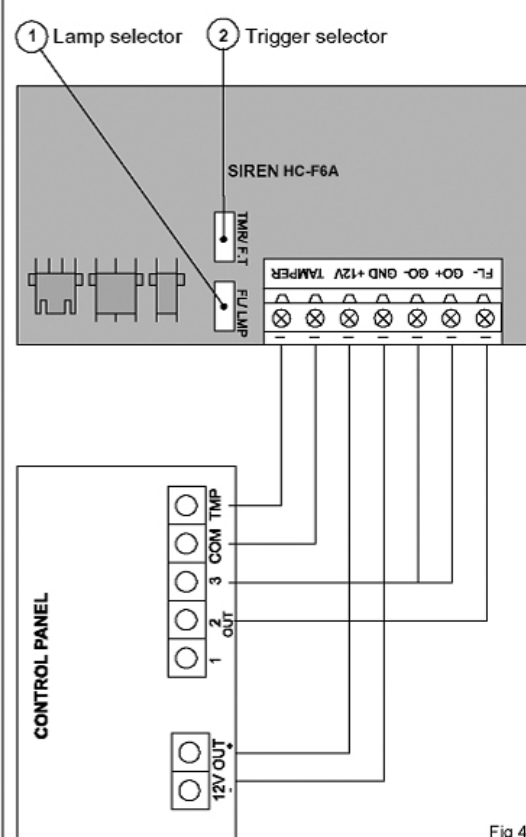 1 Lamp selector
2 Trigger selector
SIREN HC-F6A
TMR/ F.T
FL/ LMP
TAMPER +12V GND GO- GO+ FL-
CONTROL PANEL
TMP
COM
3
2
1
OUT
12V OUT
+
-
Fig 4